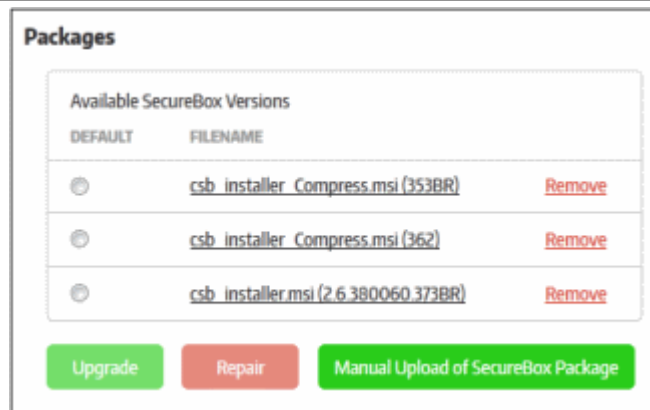 Packages
Available SecureBox Versions
DEFAULT FILENAME
csb_installer_Compress.msi (353BR) Remove
csb_installer_Compress.msi (362) Remove
csb_installer.msi (2.6.380060.373BR) Remove
Upgrade Repair Manual Upload of SecureBox Package